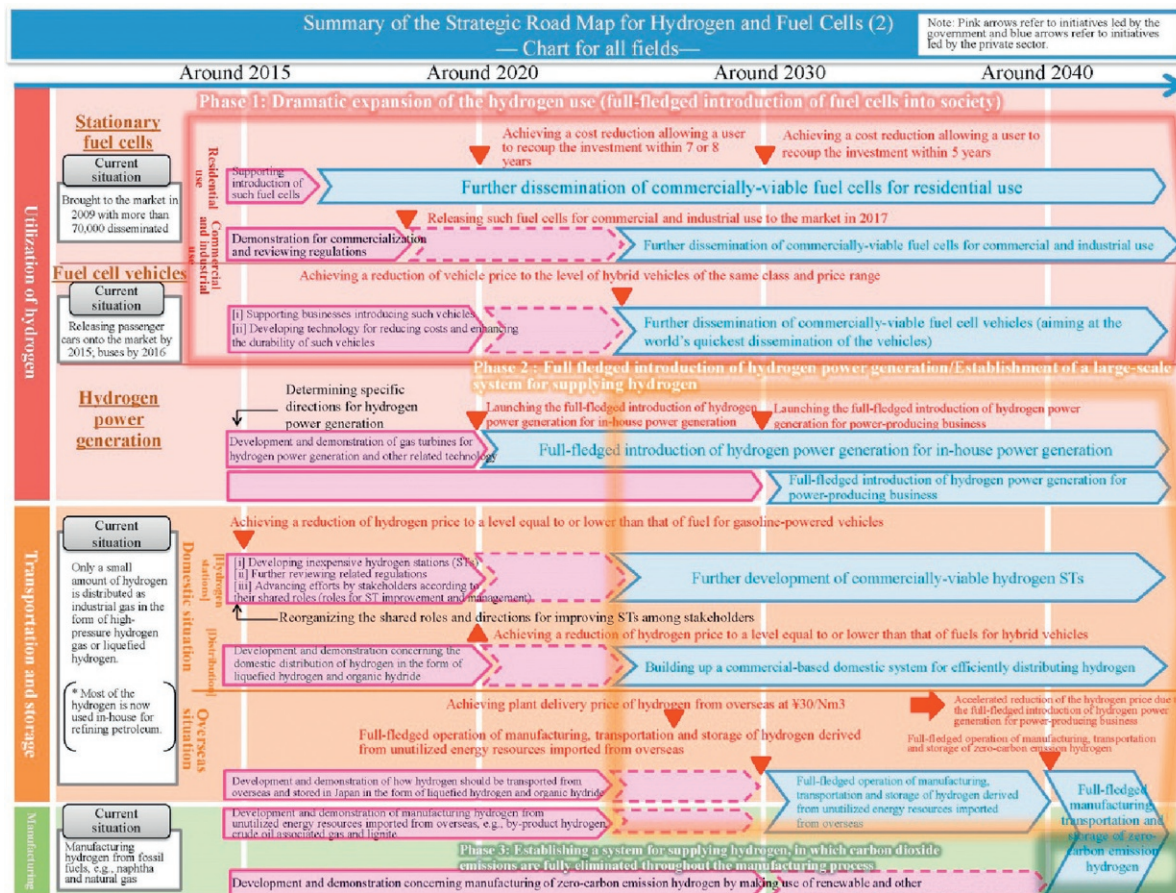 Summary of the Strategic Road Map for Hydrogen and Fuel Cells (2)
— Chart for all fields—
Note: Pink arrows refer to initiatives led by the
government and blue arrows refer to initiatives
led by the private sector.
Around 2015
Around 2020
Around 2030
Around 2040
Phase 1: Dramatic expansion of the hydrogen use (full-fledged introduction of fuel cells into society)
Utilization of hydrogen
Stationary
fuel cells
Current
situation
Brought to the market in
2009 with more than
70,000 disseminated
Residential
use
Achieving a cost reduction allowing a user
to recoup the investment within 7 or 8
years
Achieving a cost reduction allowing a user to
recoup the investment within 5 years
Supporting
introduction of
such fuel cells
Further dissemination of commercially-viable fuel cells for residential use
Commercial
and industrial
use
Releasing such fuel cells for commercial and industrial use to the market in 2017
Demonstration for commercialization
and reviewing regulations
Further dissemination of commercially-viable fuel cells for commercial and industrial use
Fuel cell vehicles
Current
situation
Releasing passenger
cars onto the market by
2015; buses by 2016
Achieving a reduction of vehicle price to the level of hybrid vehicles of the same class and price range
[i] Supporting businesses introducing such vehicles
[ii] Developing technology for reducing costs and enhancing
the durability of such vehicles
Further dissemination of commercially-viable fuel cell vehicles (aiming at the
world's quickest dissemination of the vehicles)
Phase 2 : Full fledged introduction of hydrogen power generation/Establishment of a large-scale
system for supplying hydrogen
Hydrogen
power
generation
Determining specific
directions for hydrogen
power generation
Launching the full-fledged introduction of hydrogen
power generation for in-house power generation
Launching the full-fledged introduction of hydrogen power
generation for power-producing business
Development and demonstration of gas turbines for
hydrogen power generation and other related technology
Full-fledged introduction of hydrogen power generation for in-house power generation
Full-fledged introduction of hydrogen power generation for
power-producing business
Transportation and storage
Current
situation
Only a small
amount of hydrogen
is distributed as
industrial gas in the
form of high-
pressure hydrogen
gas or liquefied
hydrogen.
* Most of the
hydrogen is now
used in-house for
refining petroleum.
Domestic situation
[Hydrogen
stations]
Achieving a reduction of hydrogen price to a level equal to or lower than that of fuel for gasoline-powered vehicles
[i] Developing inexpensive hydrogen stations (STs)
[ii] Further reviewing related regulations
[iii] Advancing efforts by stakeholders according to
their shared roles (roles for ST improvement and management)
Further development of commercially-viable hydrogen STs
Reorganizing the shared roles and directions for improving STs among stakeholders
[Distribution]
Achieving a reduction of hydrogen price to a level equal to or lower than that of fuels for hybrid vehicles
Development and demonstration concerning the
domestic distribution of hydrogen in the form of
liquefied hydrogen and organic hydride
Building up a commercial-based domestic system for efficiently distributing hydrogen
Overseas
situation
Achieving plant delivery price of hydrogen from overseas at ¥30/Nm3
Accelerated reduction of the hydrogen price due to
the full-fledged introduction of hydrogen power
generation for power-producing business
Full-fledged operation of manufacturing, transportation and storage of hydrogen derived
from unutilized energy resources imported from overseas
Full-fledged operation of manufacturing, transportation
and storage of zero-carbon emission hydrogen
Development and demonstration of how hydrogen should be transported from
overseas and stored in Japan in the form of liquefied hydrogen and organic hydride
Full-fledged operation of manufacturing,
transportation and storage of hydrogen derived
from unutilized energy resources imported
from overseas
Full-fledged
manufacturing,
transportation and
storage of zero-
carbon emission
hydrogen
Manufacturing
Current
situation
Manufacturing
hydrogen from fossil
fuels, e.g., naphtha
and natural gas
Development and demonstration of manufacturing hydrogen from
unutilized energy resources imported from overseas, e.g., by-product hydrogen,
crude oil associated gas and lignite
Phase 3: Establishing a system for supplying hydrogen, in which carbon dioxide
emissions are fully eliminated throughout the manufacturing process
Development and demonstration concerning manufacturing of zero-carbon emission hydrogen by making use of renewable and other